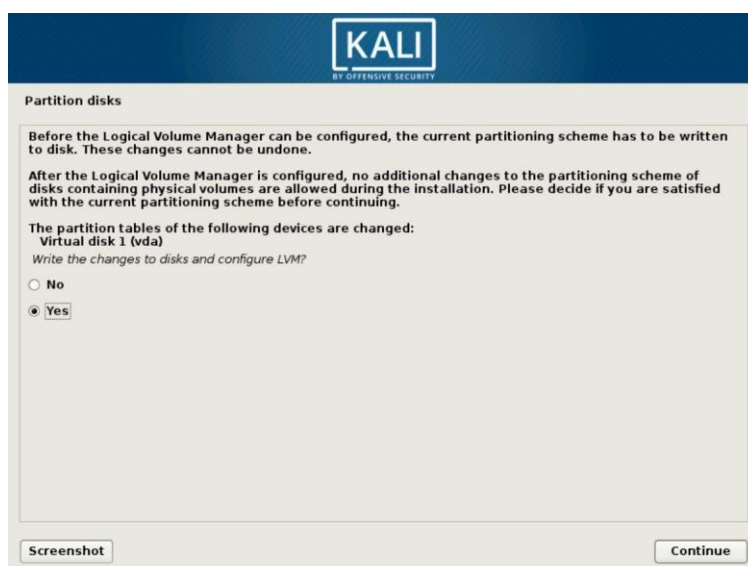 KALI
BY OFFENSIVE SECURITY
Partition disks
Before the Logical Volume Manager can be configured, the current partitioning scheme has to be written
to disk. These changes cannot be undone.
After the Logical Volume Manager is configured, no additional changes to the partitioning scheme of
disks containing physical volumes are allowed during the installation. Please decide if you are satisfied
with the current partitioning scheme before continuing.
The partition tables of the following devices are changed:
Virtual disk 1 (vda)
Write the changes to disks and configure LVM?
No
Yes
Screenshot
Continue